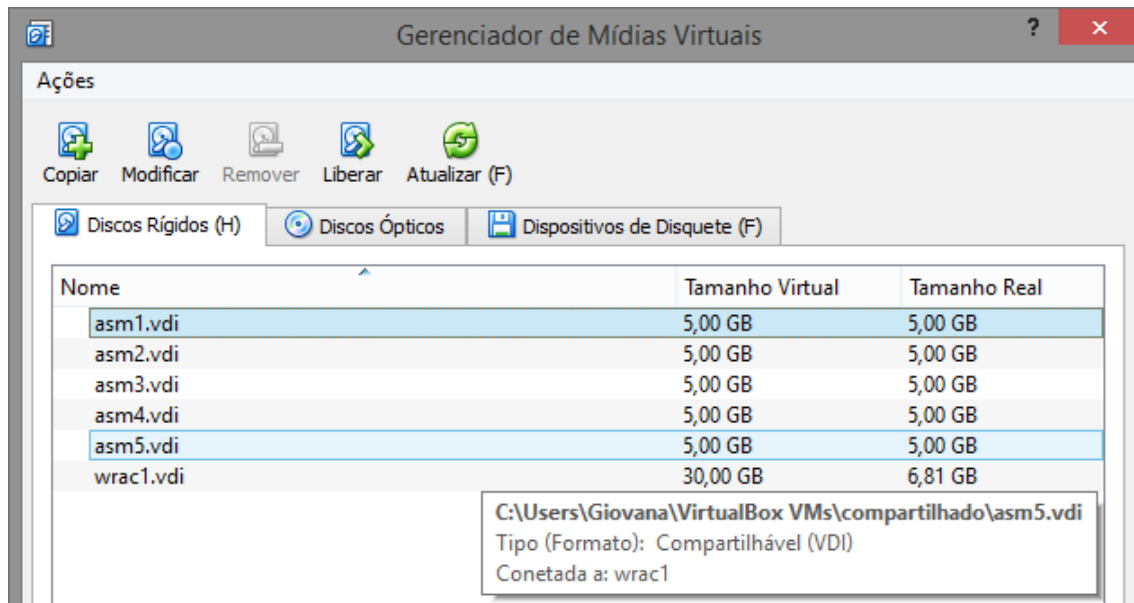 Gerenciador de Mídias Virtuais ? ×
Ações
Copiar Modificar Remover Liberar Atualizar (F)
Discos Rígidos (H) Discos Ópticos Dispositivos de Disquete (F)
Nome Tamanho Virtual Tamanho Real
asm1.vdi 5,00 GB 5,00 GB
asm2.vdi 5,00 GB 5,00 GB
asm3.vdi 5,00 GB 5,00 GB
asm4.vdi 5,00 GB 5,00 GB
asm5.vdi 5,00 GB 5,00 GB
wrac1.vdi 30,00 GB 6,81 GB
C:\Users\Giovana\VirtualBox VMs\compartilhado\asm5.vdi
Tipo (Formato): Compartilhável (VDI)
Conetada a: wrac1